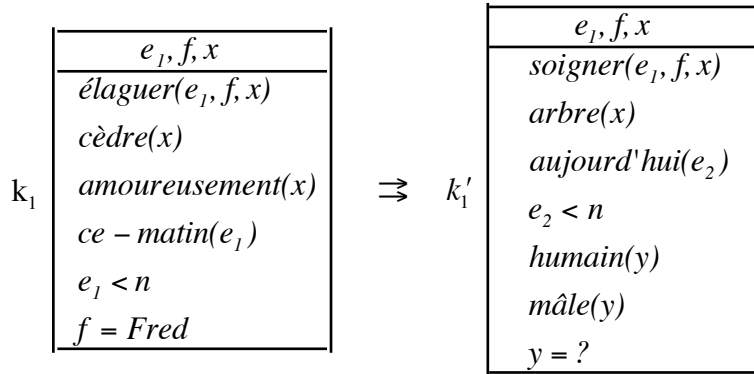 e₁, f, x
élaguer(e₁, f, x)
cèdre(x)
amoureusement(x)
ce – matin(e₁)
e₁ < n
f = Fred
k₁
⇉
k₁′
e₁, f, x
soigner(e₁, f, x)
arbre(x)
aujourd'hui(e₂)
e₂ < n
humain(y)
mâle(y)
y = ?